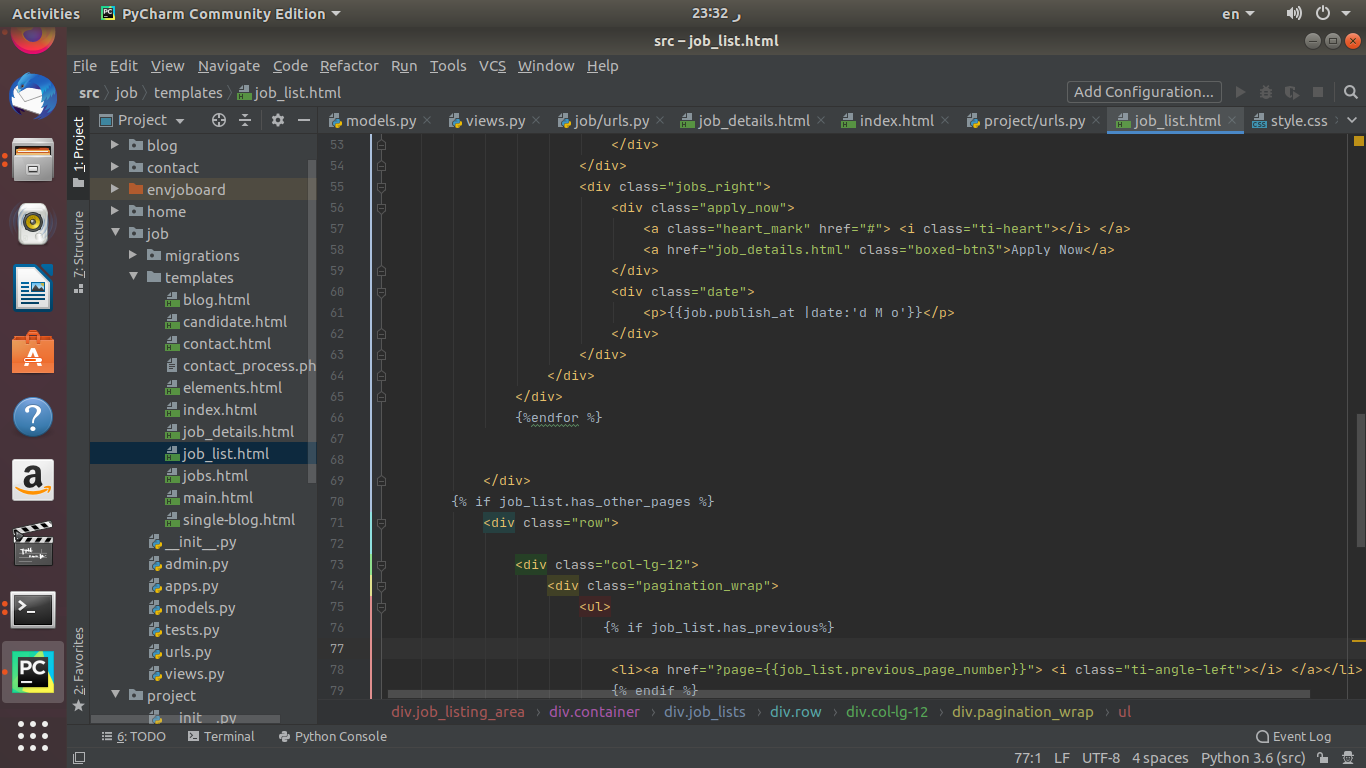 Activities PyCharm Community Edition 23:32 ر en
src – job_list.html
File Edit View Navigate Code Refactor Run Tools VCS Window Help
src job templates job_list.html Add Configuration...
1: Project
7: Structure
2: Favorites
Project
blog
contact
envjoboard
home
job
migrations
templates
blog.html
candidate.html
contact.html
contact_process.ph
elements.html
index.html
job_details.html
job_list.html
jobs.html
main.html
single-blog.html
__init__.py
admin.py
apps.py
models.py
tests.py
urls.py
views.py
project
__init__.py
models.py views.py job/urls.py job_details.html index.html project/urls.py job_list.html style.css
53 </div>
54 </div>
55 <div class="jobs_right">
56 <div class="apply_now">
57 <a class="heart_mark" href="#"> <i class="ti-heart"></i> </a>
58 <a href="job_details.html" class="boxed-btn3">Apply Now</a>
59 </div>
60 <div class="date">
61 <p>{{job.publish_at |date:'d M o'}}</p>
62 </div>
63 </div>
64 </div>
65 </div>
66 {%endfor %}
67
68
69 </div>
70 {% if job_list.has_other_pages %}
71 <div class="row">
72
73 <div class="col-lg-12">
74 <div class="pagination_wrap">
75 <ul>
76 {% if job_list.has_previous%}
77
78 <li><a href="?page={{job_list.previous_page_number}}"> <i class="ti-angle-left"></i> </a></li>
79 {% endif %}
div.job_listing_area div.container div.job_lists div.row div.col-lg-12 div.pagination_wrap ul
6: TODO Terminal Python Console Event Log
77:1 LF UTF-8 4 spaces Python 3.6 (src)